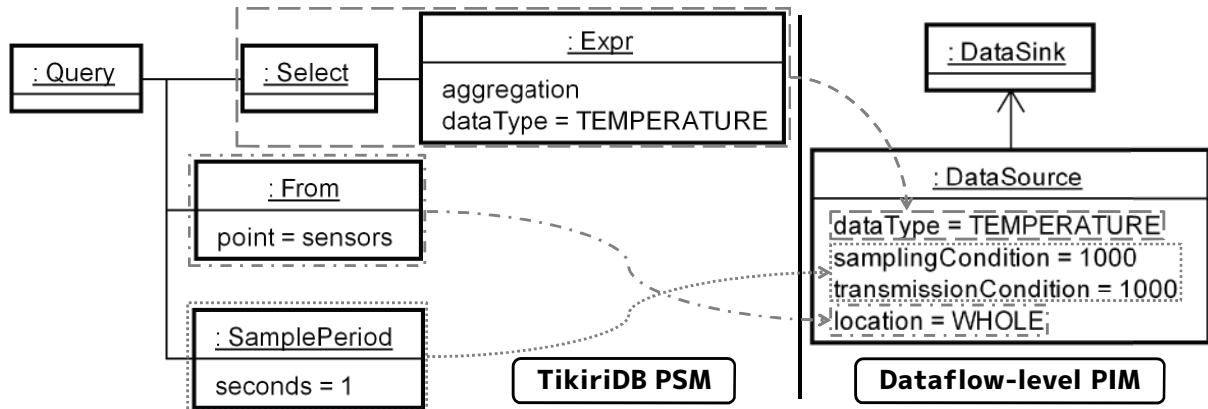 : Query
: Select
: Expr
aggregation
dataType = TEMPERATURE
: From
point = sensors
: SamplePeriod
seconds = 1
TikiriDB PSM
: DataSink
: DataSource
dataType = TEMPERATURE
samplingCondition = 1000
transmissionCondition = 1000
location = WHOLE
Dataflow-level PIM